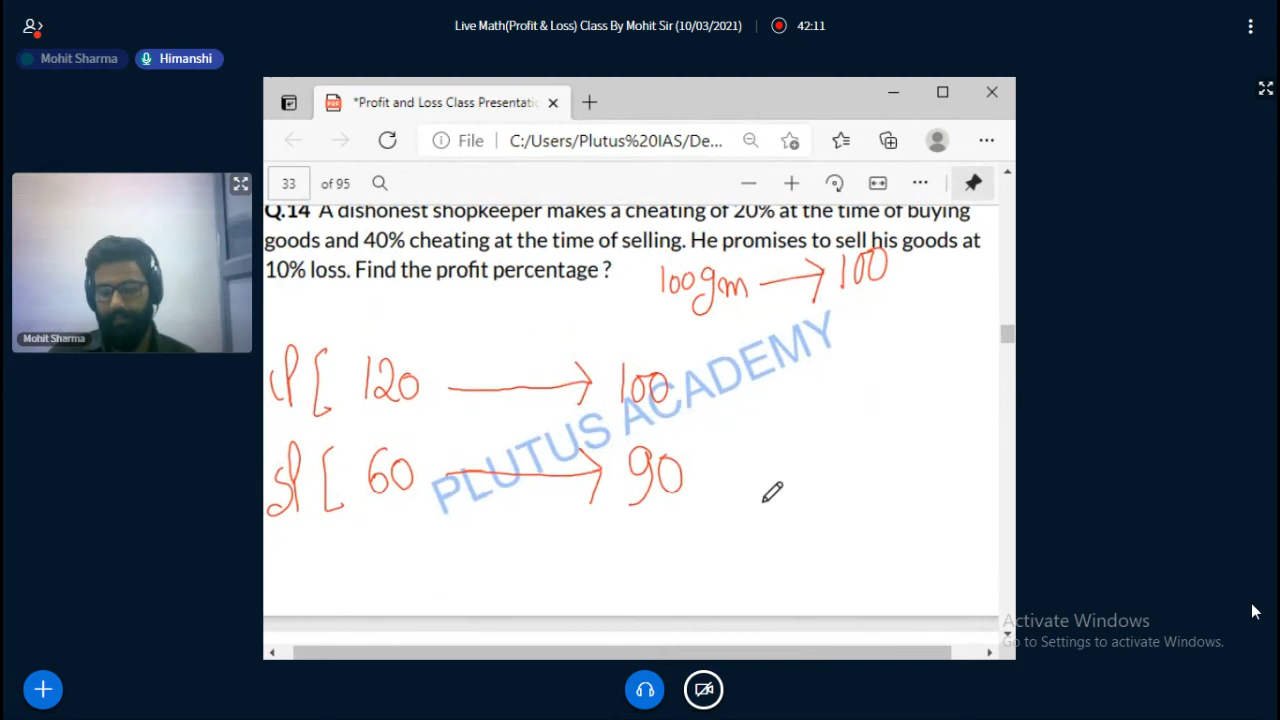 Live Math(Profit & Loss) Class By Mohit Sir (10/03/2021)
42:11
Mohit Sharma
Himanshi
*Profit and Loss Class Presentatio
File
C:/Users/Plutus%20IAS/De...
33
of 95
Q.14 A dishonest shopkeeper makes a cheating of 20% at the time of buying
goods and 40% cheating at the time of selling. He promises to sell his goods at
10% loss. Find the profit percentage ?
100gm → 100
Mohit Sharma
CP [ 120 → 100
SP [ 60 → 90
PLUTUS ACADEMY
Activate Windows
Go to Settings to activate Windows.